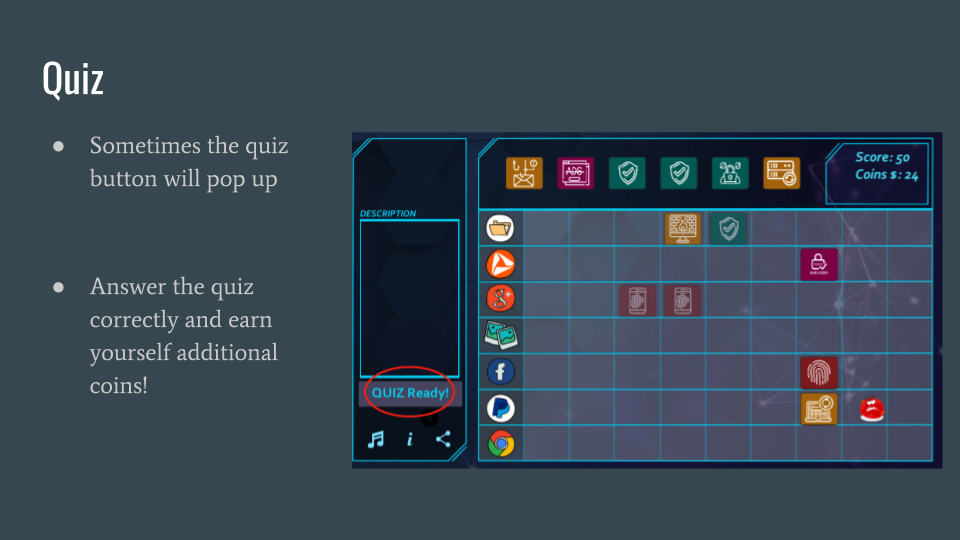 Quiz
● Sometimes the quiz
button will pop up
● Answer the quiz
correctly and earn
yourself additional
coins!
DESCRIPTION
QUIZ Ready!
i
ADS
Score: 50
Coins $: 24
g+
f
P